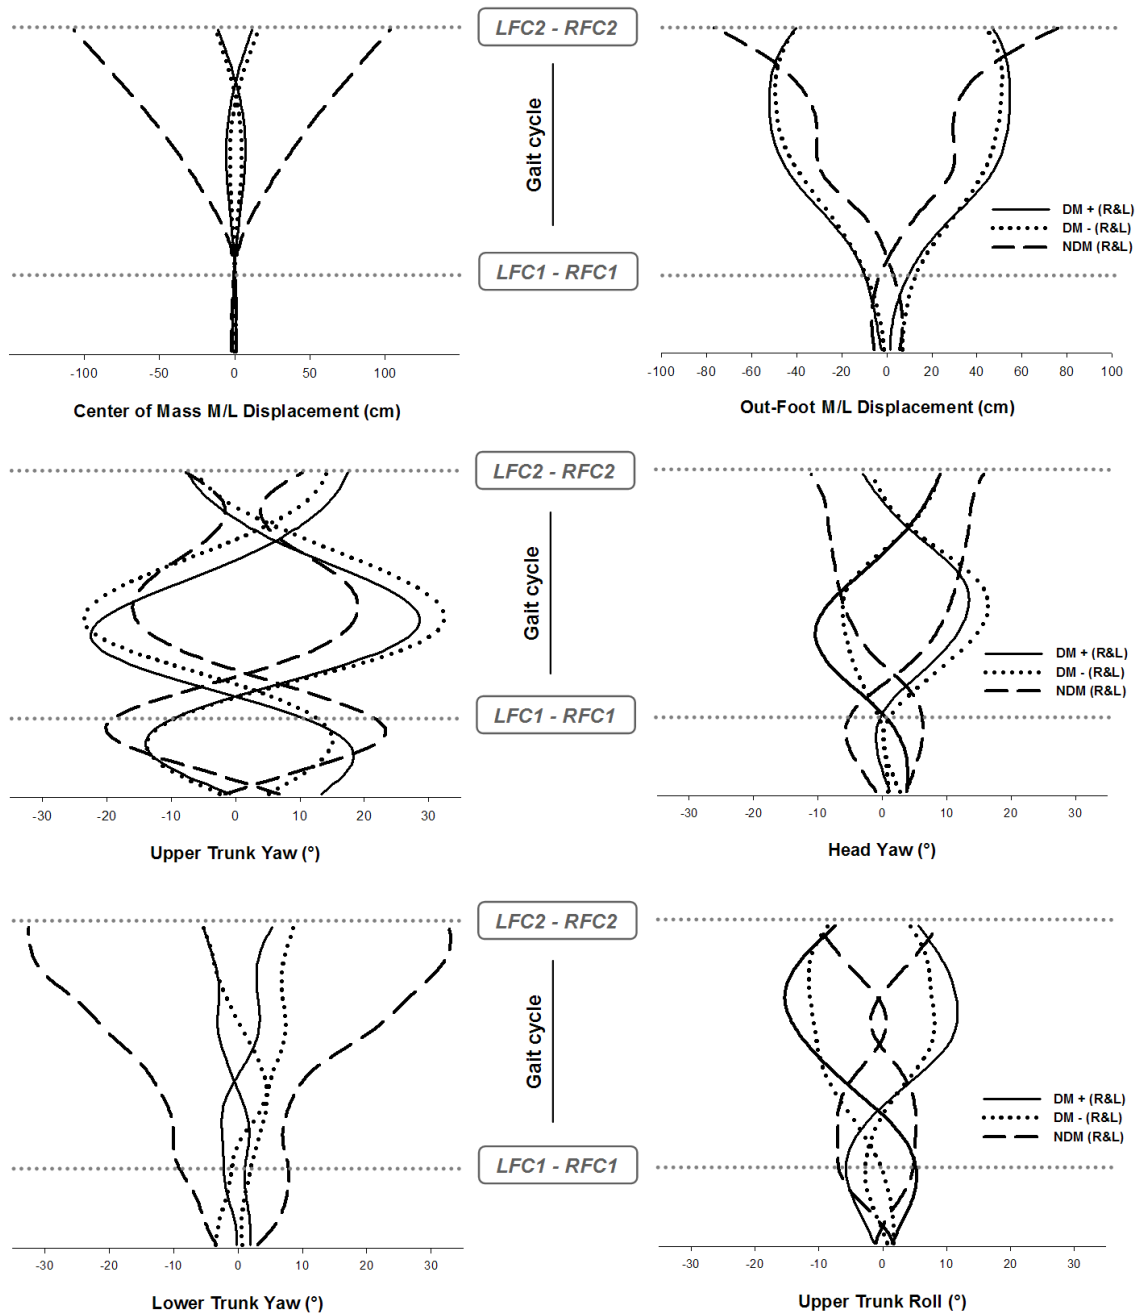 LFC2 - RFC2
Gait cycle
DM + (R&L)
DM - (R&L)
NDM (R&L)
LFC1 - RFC1
-100 -50 0 50 100
-100 -80 -60 -40 -20 0 20 40 60 80 100
Center of Mass M/L Displacement (cm)
Out-Foot M/L Displacement (cm)
LFC2 - RFC2
Gait cycle
DM + (R&L)
DM - (R&L)
NDM (R&L)
LFC1 - RFC1
-30 -20 -10 0 10 20 30
-30 -20 -10 0 10 20 30
Upper Trunk Yaw (°)
Head Yaw (°)
LFC2 - RFC2
Gait cycle
DM + (R&L)
DM - (R&L)
NDM (R&L)
LFC1 - RFC1
-30 -20 -10 0 10 20 30
-30 -20 -10 0 10 20 30
Lower Trunk Yaw (°)
Upper Trunk Roll (°)